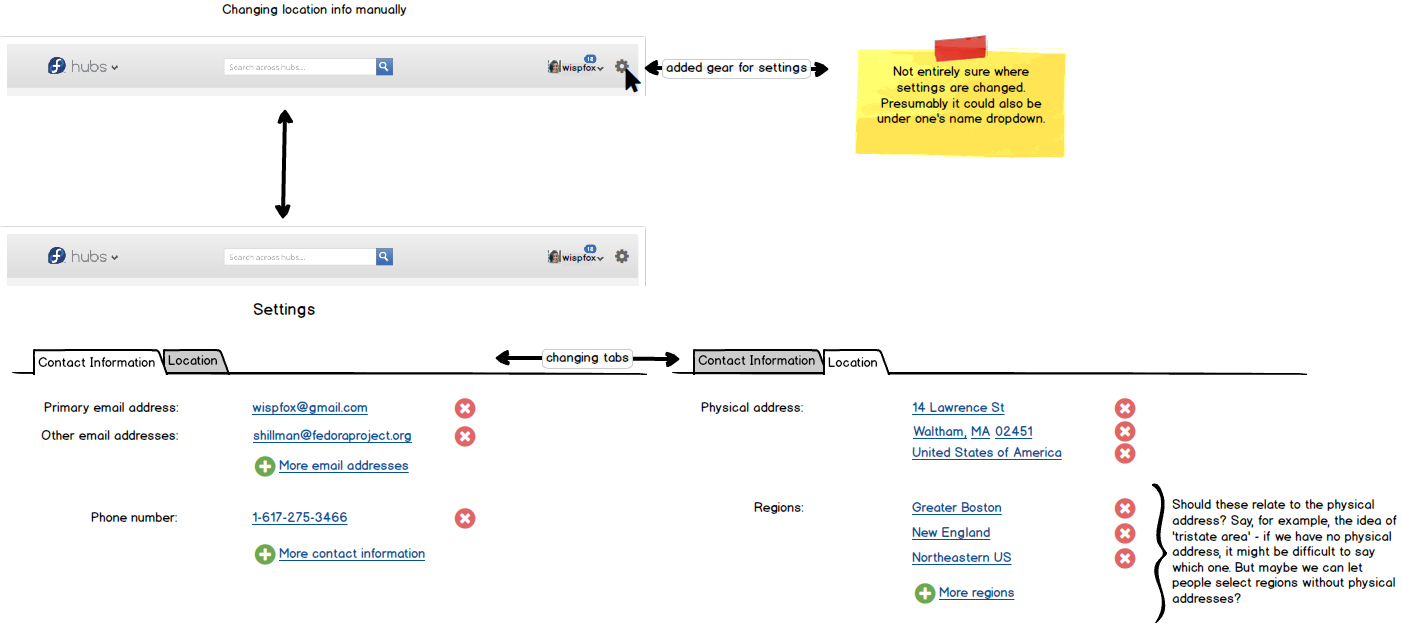 Changing location info manually
hubs
Search across hubs...
18
wispfox
added gear for settings
Not entirely sure where
settings are changed.
Presumably it could also be
under one's name dropdown.
hubs
Search across hubs...
18
wispfox
Settings
Contact Information
Location
changing tabs
Contact Information
Location
Primary email address:
wispfox@gmail.com
Other email addresses:
shillman@fedoraproject.org
More email addresses
Phone number:
1-617-275-3466
More contact information
Physical address:
14 Lawrence St
Waltham, MA 02451
United States of America
Regions:
Greater Boston
New England
Northeastern US
More regions
Should these relate to the physical
address? Say, for example, the idea of
'tristate area' - if we have no physical
address, it might be difficult to say
which one. But maybe we can let
people select regions without physical
addresses?